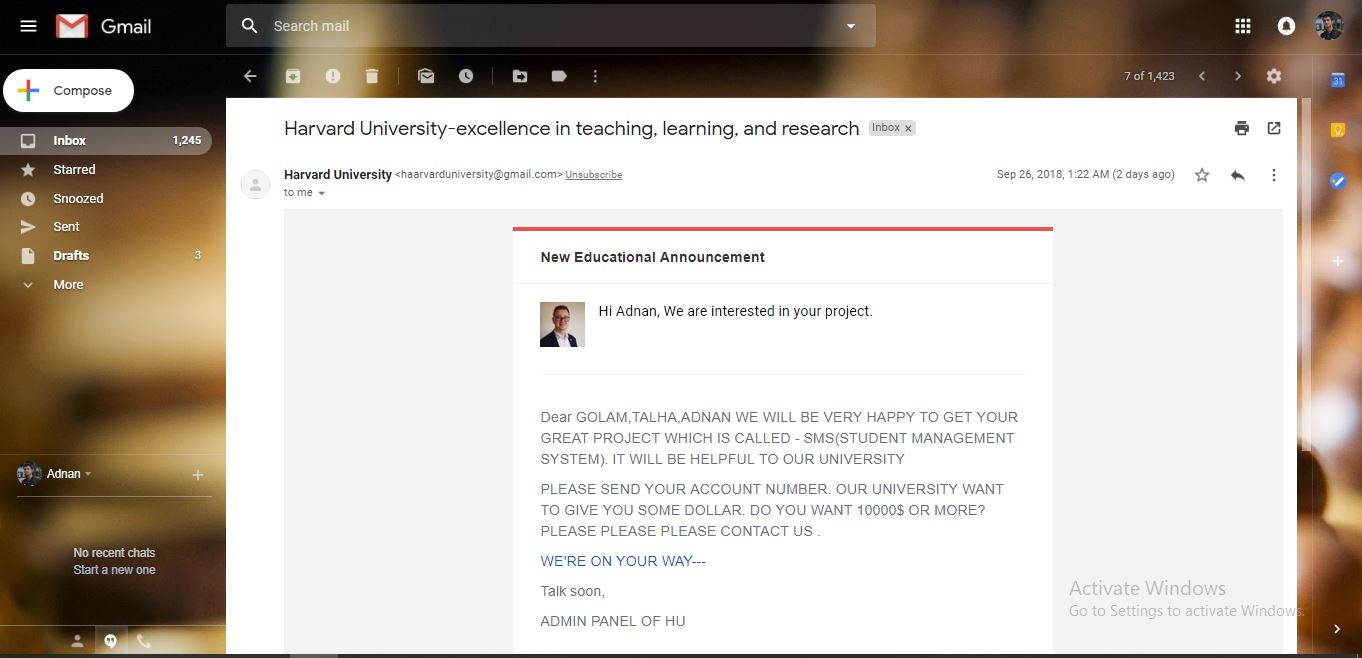 Gmail
Search mail
Compose
7 of 1,423
31
Inbox 1,245
Starred
Snoozed
Sent
Drafts 3
More
Harvard University-excellence in teaching, learning, and research Inbox x
Harvard University <haarvarduniversity@gmail.com> Unsubscribe
Sep 26, 2018, 1:22 AM (2 days ago)
to me
New Educational Announcement
Hi Adnan, We are interested in your project.
Dear GOLAM,TALHA,ADNAN WE WILL BE VERY HAPPY TO GET YOUR
GREAT PROJECT WHICH IS CALLED - SMS(STUDENT MANAGEMENT
SYSTEM). IT WILL BE HELPFUL TO OUR UNIVERSITY
PLEASE SEND YOUR ACCOUNT NUMBER. OUR UNIVERSITY WANT
TO GIVE YOU SOME DOLLAR. DO YOU WANT 10000$ OR MORE?
PLEASE PLEASE PLEASE CONTACT US .
WE'RE ON YOUR WAY---
Talk soon,
ADMIN PANEL OF HU
Adnan
No recent chats
Start a new one
Activate Windows
Go to Settings to activate Windows.